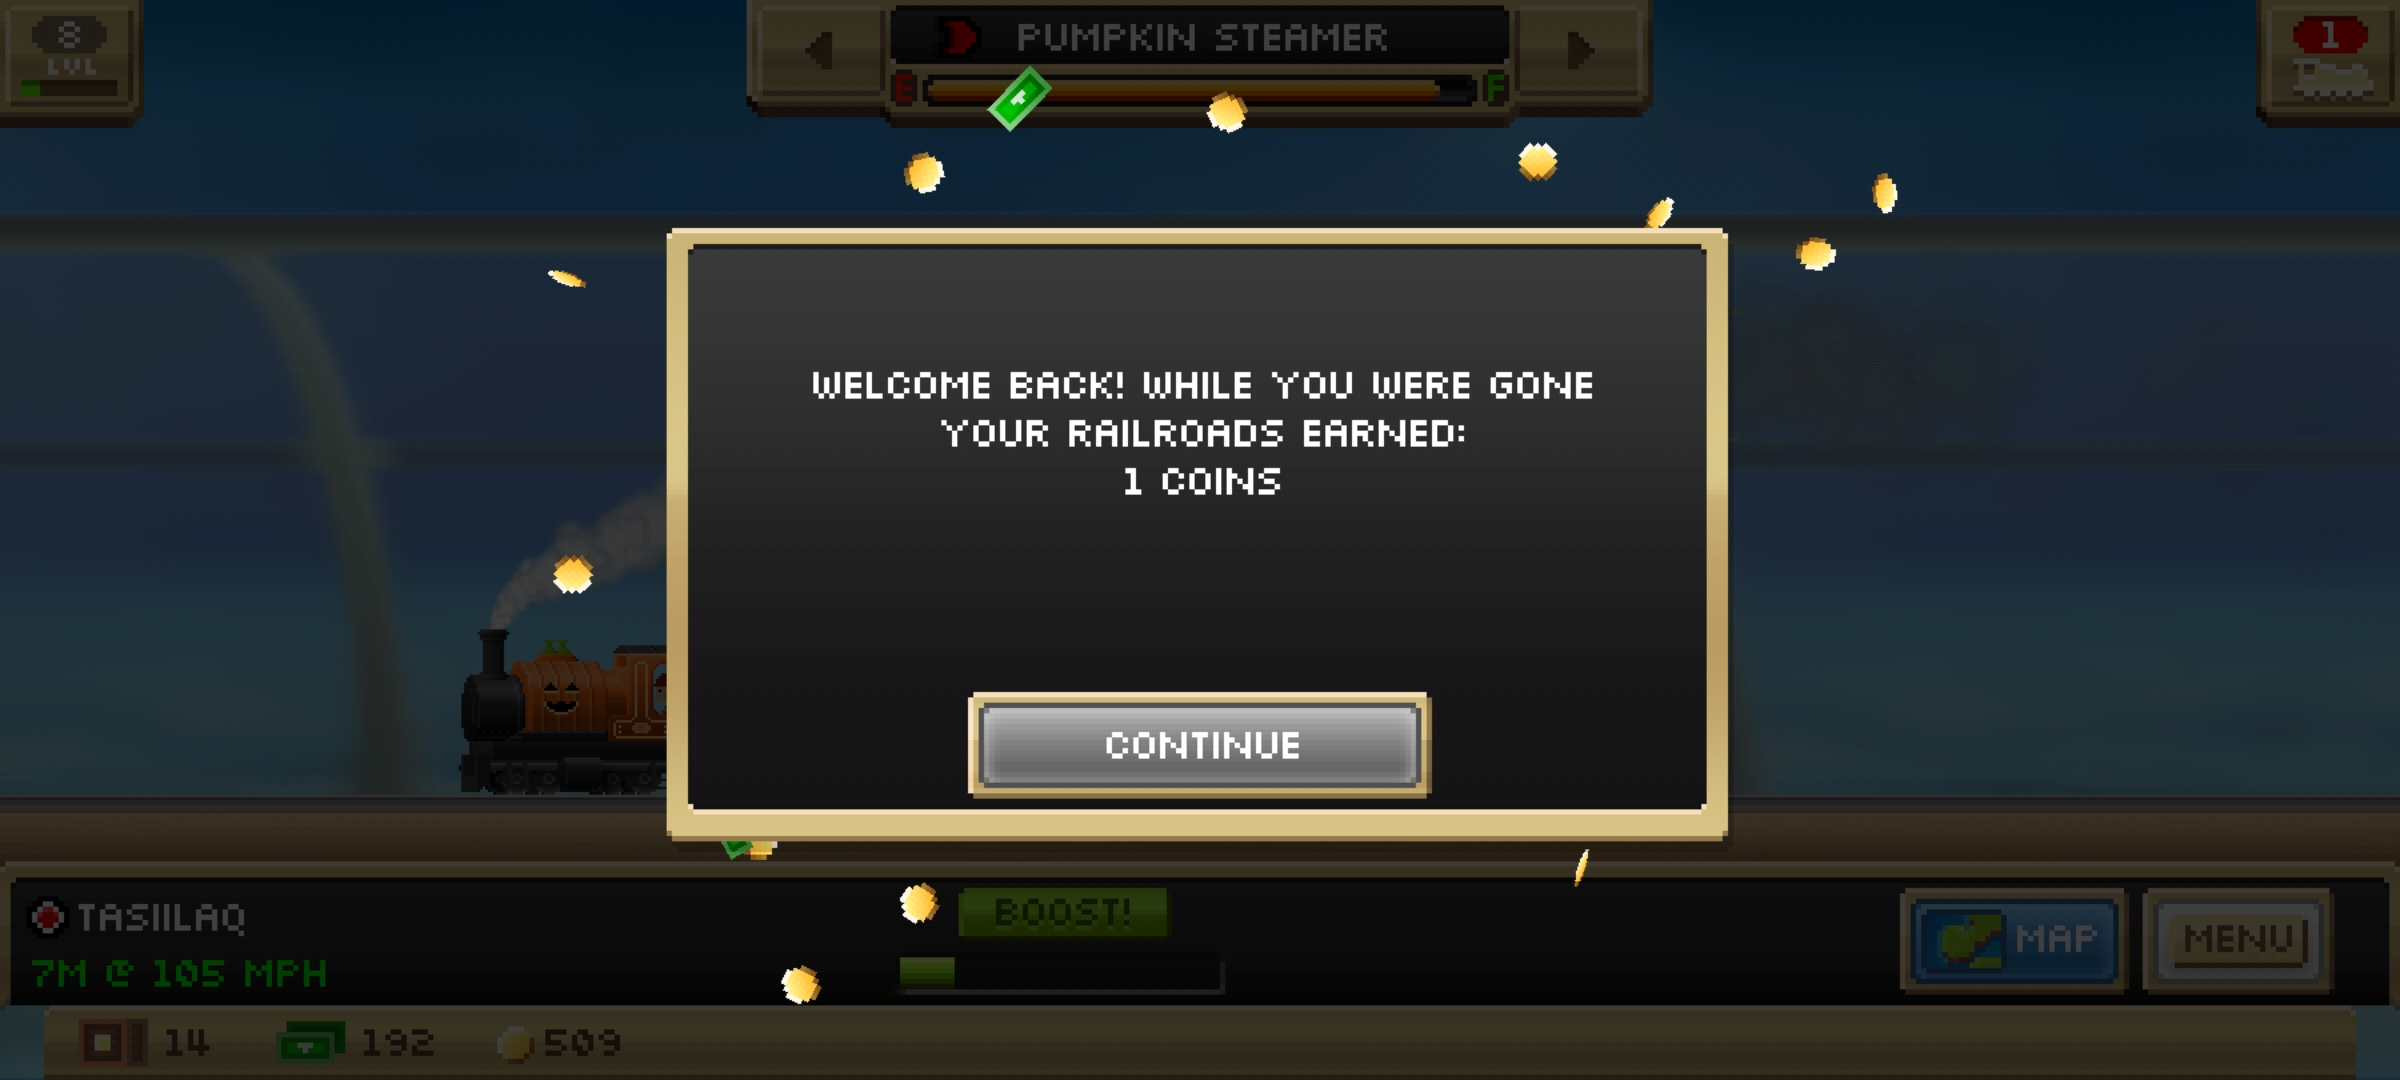 8
LVL
PUMPKIN STEAMER
E F
1
WELCOME BACK! WHILE YOU WERE GONE
YOUR RAILROADS EARNED:
1 COINS
CONTINUE
TASIILAQ
7M @ 105 MPH
BOOST!
MAP
MENU
14 192 509